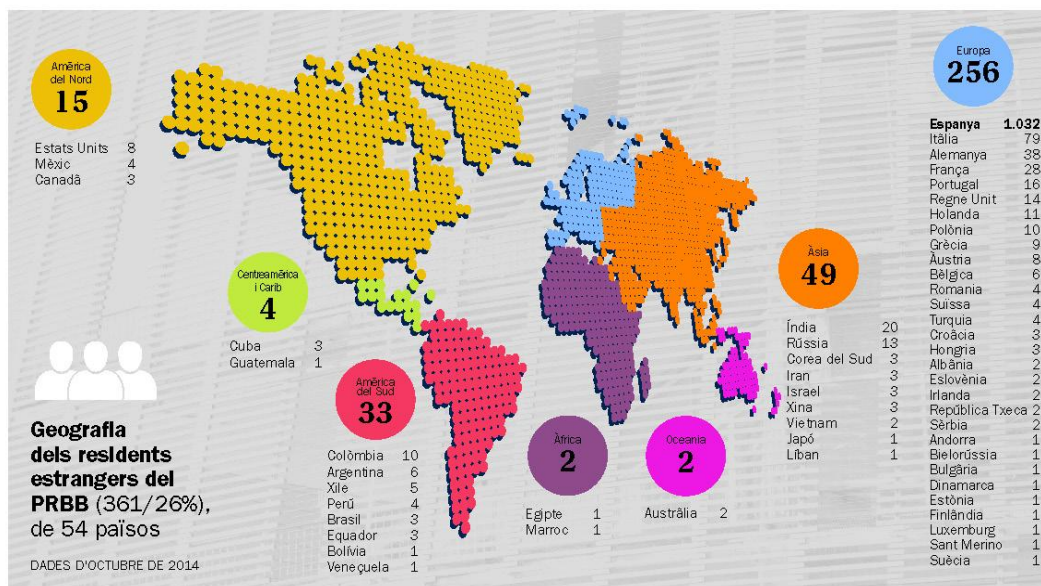 Amèrica
del Nord
15
Estats Units 8
Mèxic 4
Canadà 3
Centreamèrica
i Carib
4
Cuba 3
Guatemala 1
Amèrica
del Sud
33
Colòmbia 10
Argentina 6
Xile 5
Perú 4
Brasil 3
Equador 3
Bolívia 1
Veneçuela 1
Àfrica
2
Egipte 1
Marroc 1
Oceania
2
Austràlia 2
Àsia
49
Índia 20
Rússia 13
Corea del Sud 3
Iran 3
Israel 3
Xina 3
Vietnam 2
Japó 1
Líban 1
Europa
256
Espanya 1.032
Itàlia 79
Alemanya 38
França 28
Portugal 16
Regne Unit 14
Holanda 11
Polònia 10
Grècia 9
Àustria 8
Bèlgica 6
Romania 4
Suïssa 4
Turquia 4
Croàcia 3
Hongria 3
Albània 2
Eslovènia 2
Irlanda 2
República Txeca 2
Sèrbia 2
Andorra 1
Bielorússia 1
Bulgària 1
Dinamarca 1
Estònia 1
Finlàndia 1
Luxemburg 1
Sant Merino 1
Suècia 1
Geografia
dels residents
estrangers del
PRBB (361/26%),
de 54 països
DADES D'OCTUBRE DE 2014